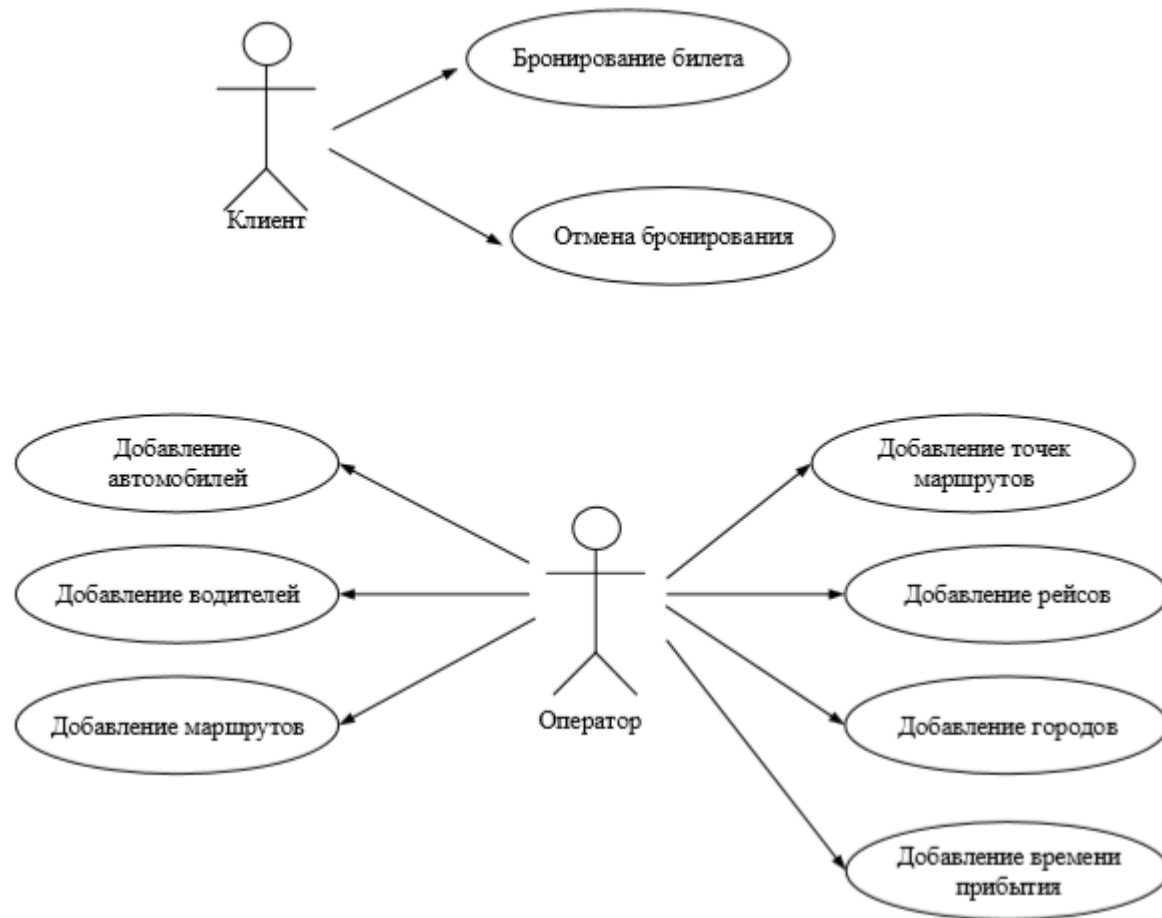 Бронирование билета
Клиент
Отмена бронирования
Добавление
автомобилей
Добавление точек
маршрутов
Добавление водителей
Добавление рейсов
Добавление маршрутов
Оператор
Добавление городов
Добавление времени
прибытия